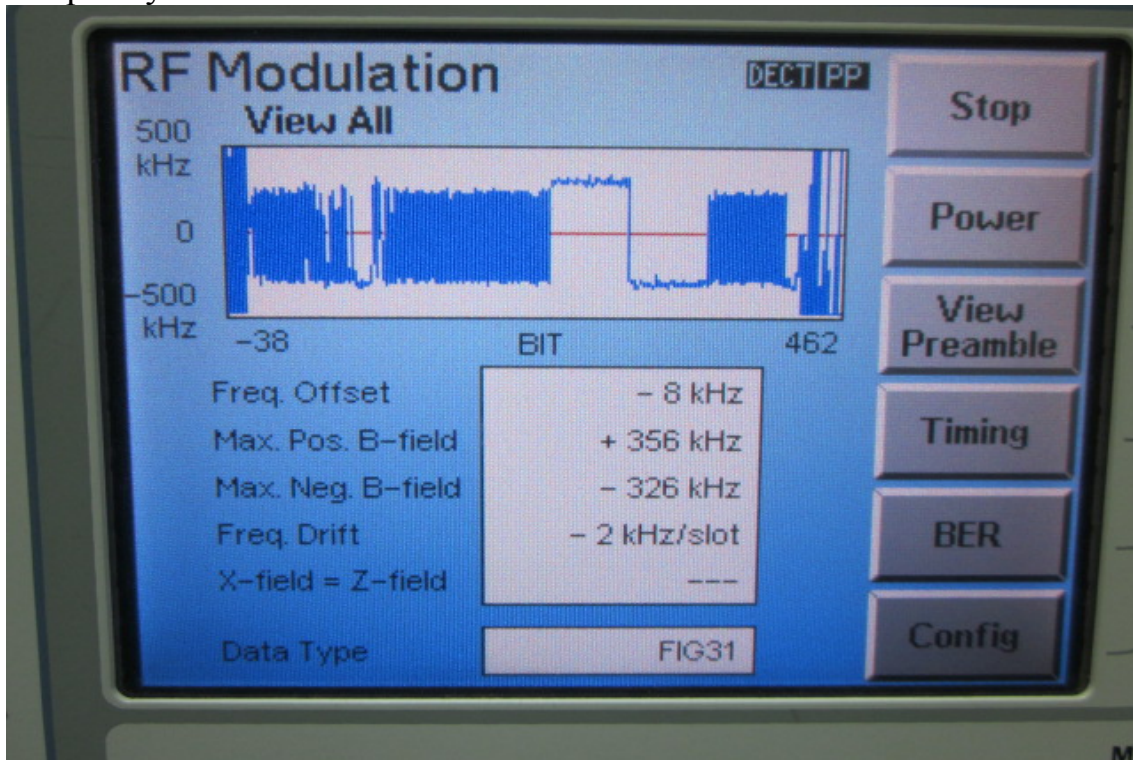 RF Modulation
DECT PP
View All
500
kHz
0
-500
kHz
-38
BIT
462
Freq. Offset
- 8 kHz
Max. Pos. B-field
+ 356 kHz
Max. Neg. B-field
- 326 kHz
Freq. Drift
- 2 kHz/slot
X-field = Z-field
---
Data Type
FIG31
Stop
Power
View
Preamble
Timing
BER
Config
M